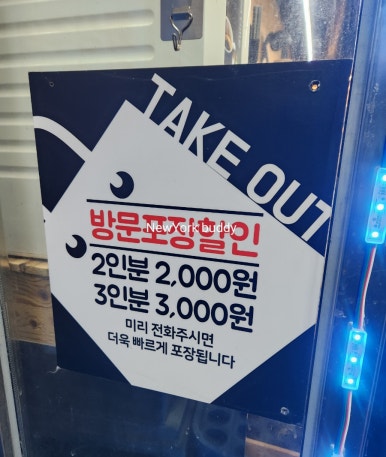 TAKE OUT
방문포장할인
NewYork buddy
2인분 2,000원
3인분 3,000원
미리 전화주시면
더욱 빠르게 포장됩니다